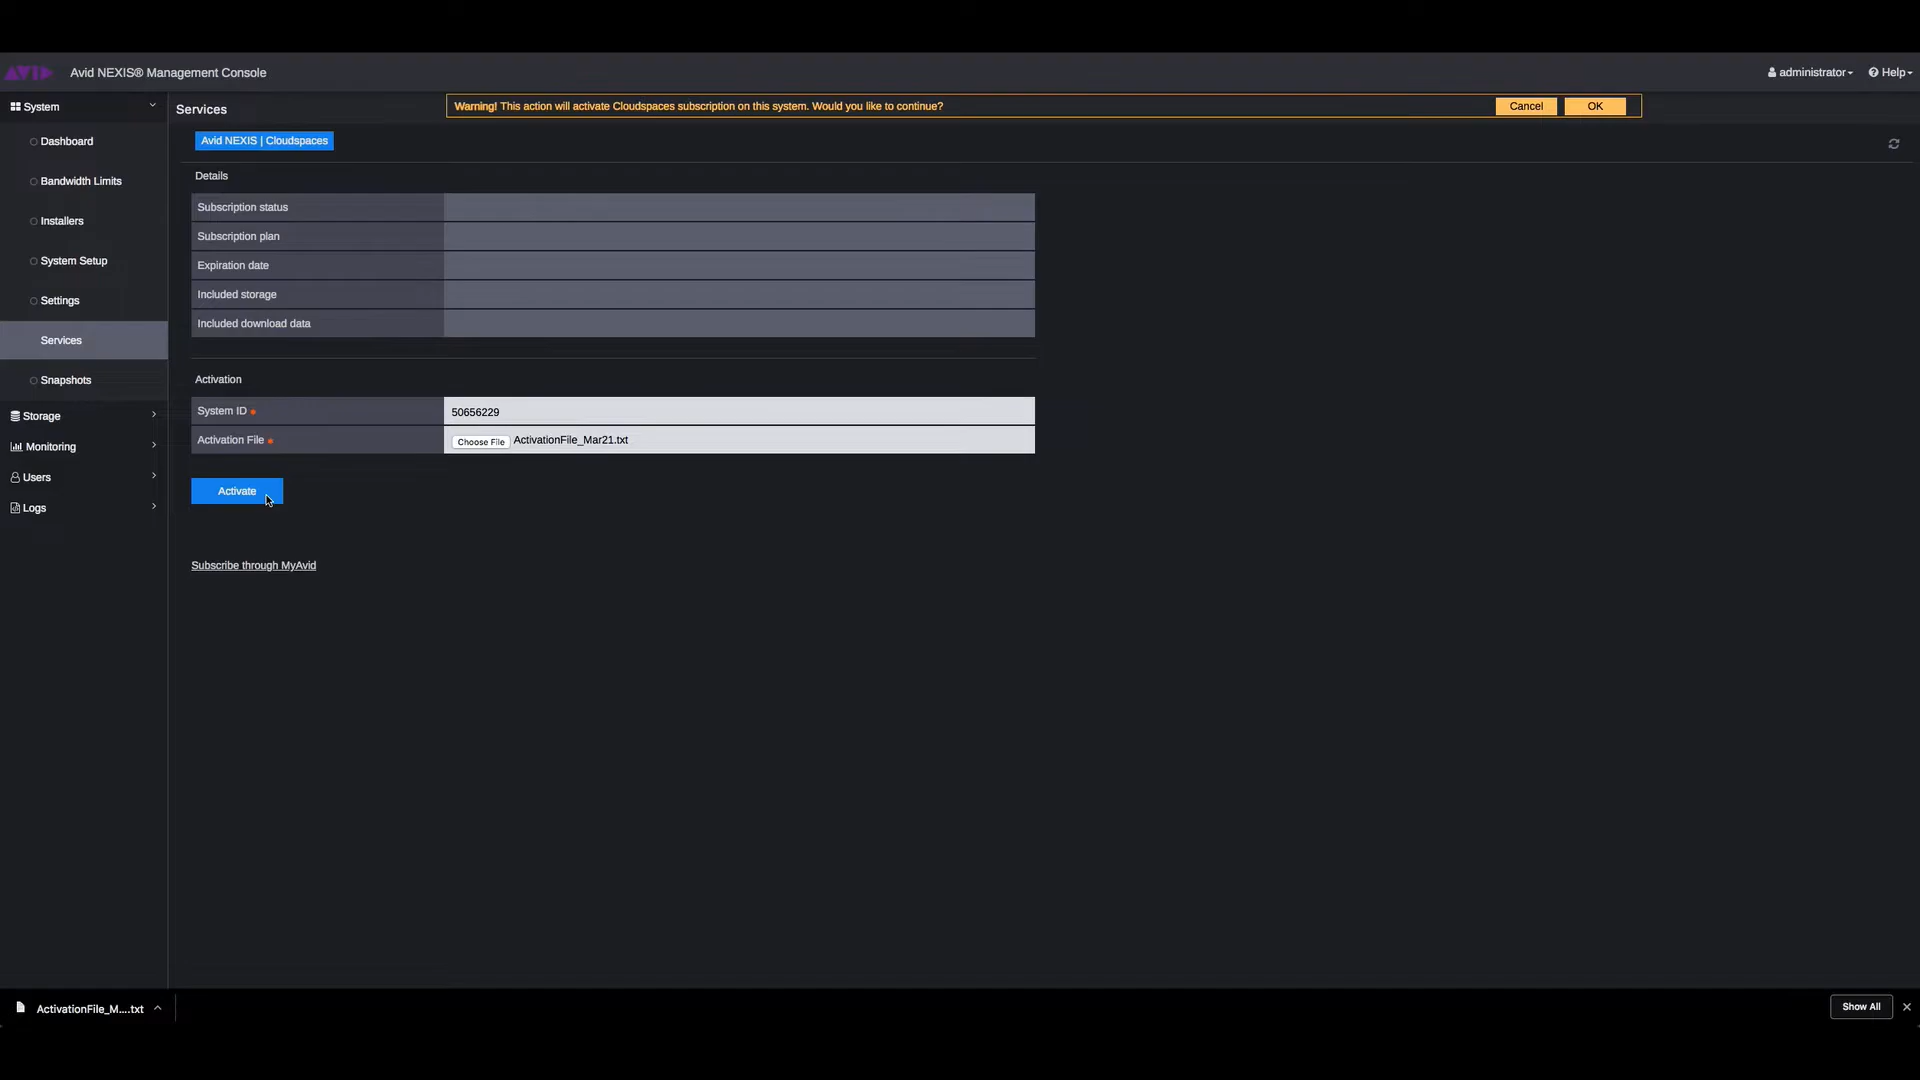 AVID
Avid NEXIS® Management Console
administrator
Help
System
Services
Warning! This action will activate Cloudspaces subscription on this system. Would you like to continue?
Cancel
OK
Avid NEXIS | Cloudspaces
Dashboard
Bandwidth Limits
Installers
System Setup
Settings
Services
Snapshots
Storage
Monitoring
Users
Logs
Details
Subscription status
Subscription plan
Expiration date
Included storage
Included download data
Activation
System ID * 50656229
Activation File * Choose File ActivationFile_Mar21.txt
Activate
Subscribe through MyAvid
ActivationFile_M....txt
Show All